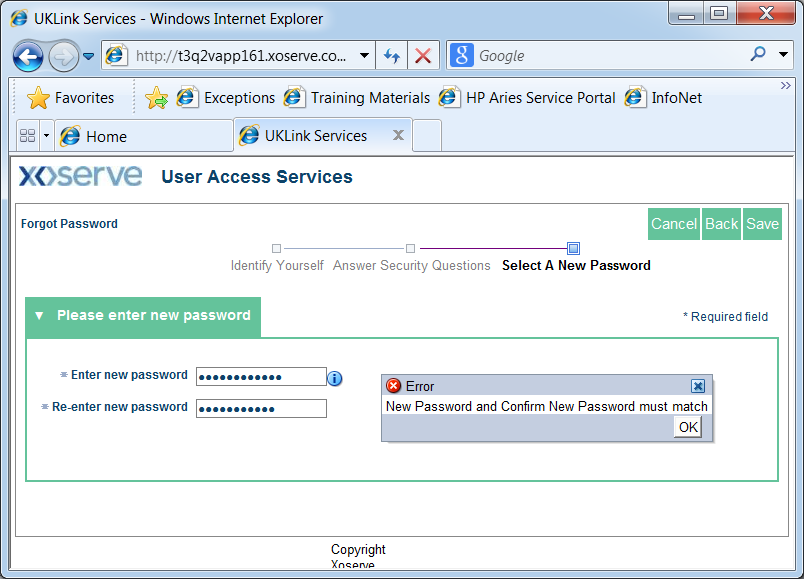 UKLink Services - Windows Internet Explorer
http://t3q2vapp161.xoserve.co...
Google
Favorites Exceptions Training Materials HP Aries Service Portal InfoNet
Home UKLink Services
xoserve User Access Services
Forgot Password
Cancel Back Save
Identify Yourself Answer Security Questions Select A New Password
Please enter new password
* Required field
* Enter new password
* Re-enter new password
Error
New Password and Confirm New Password must match
OK
Copyright
Xoserve